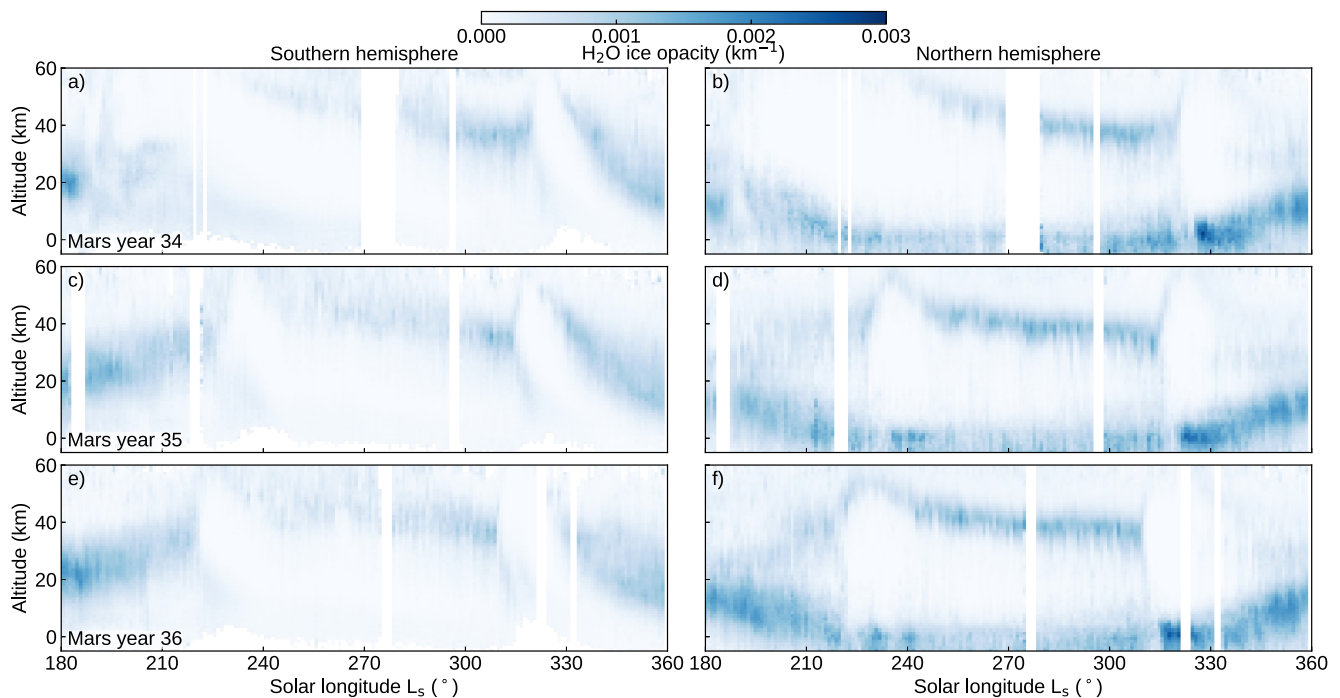 0.000 0.001 0.002 0.003
Southern hemisphere H₂O ice opacity (km⁻¹) Northern hemisphere
60 a) b)
40
20
0 Mars year 34
Altitude (km)
60 c) d)
40
20
0 Mars year 35
Altitude (km)
60 e) f)
40
20
0 Mars year 36
Altitude (km)
180 210 240 270 300 330 360 180 210 240 270 300 330 360
Solar longitude Lₛ (°) Solar longitude Lₛ (°)